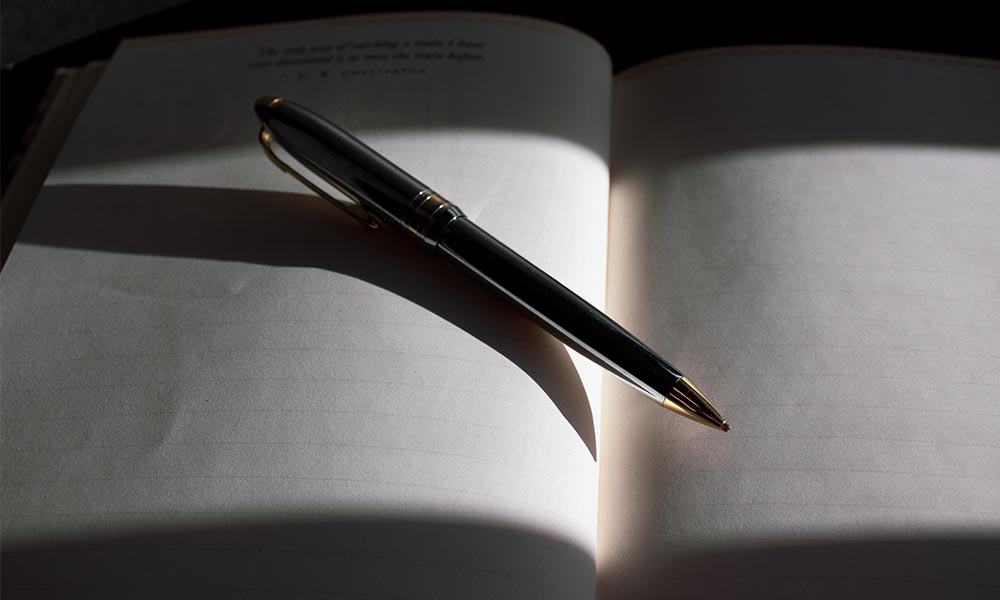 The only way of catching a train I have
ever discovered is to miss the train before.
G. K. CHESTERTON